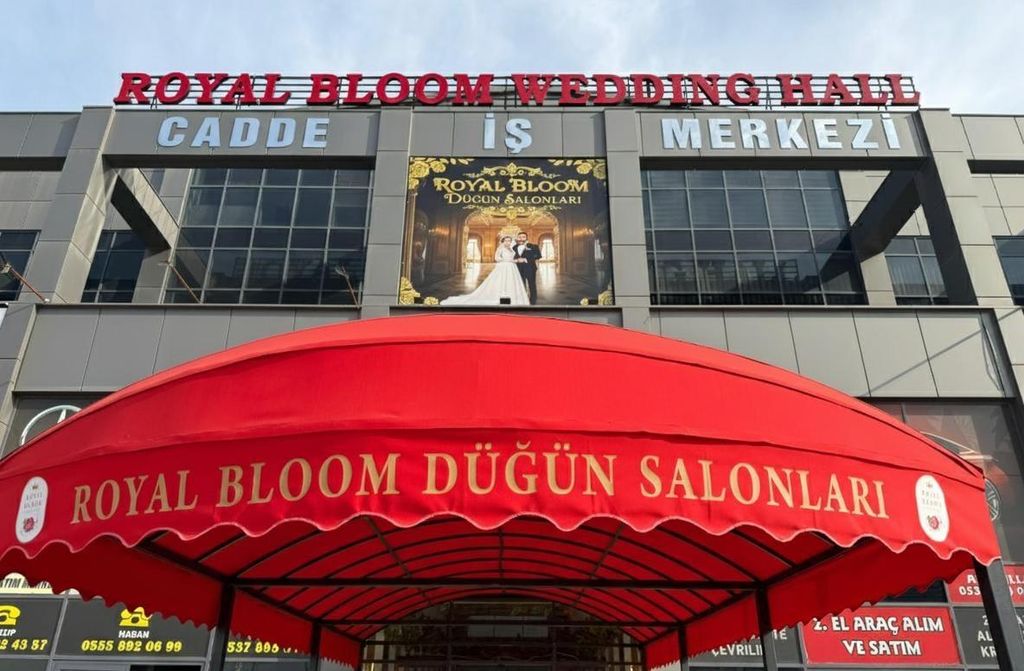 ROYAL BLOOM WEDDING HALL
CADDE İŞ MERKEZİ
ROYAL BLOOM
DÜĞÜN SALONLARI
ROYAL BLOOM DÜĞÜN SALONLARI
HABAN
0555 892 06 99
2. EL ARAÇ ALIM
VE SATIM